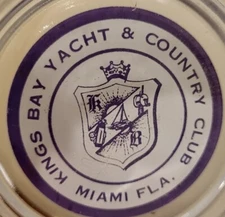 KINGS BAY YACHT & COUNTRY CLUB
K
B
MIAMI FLA.